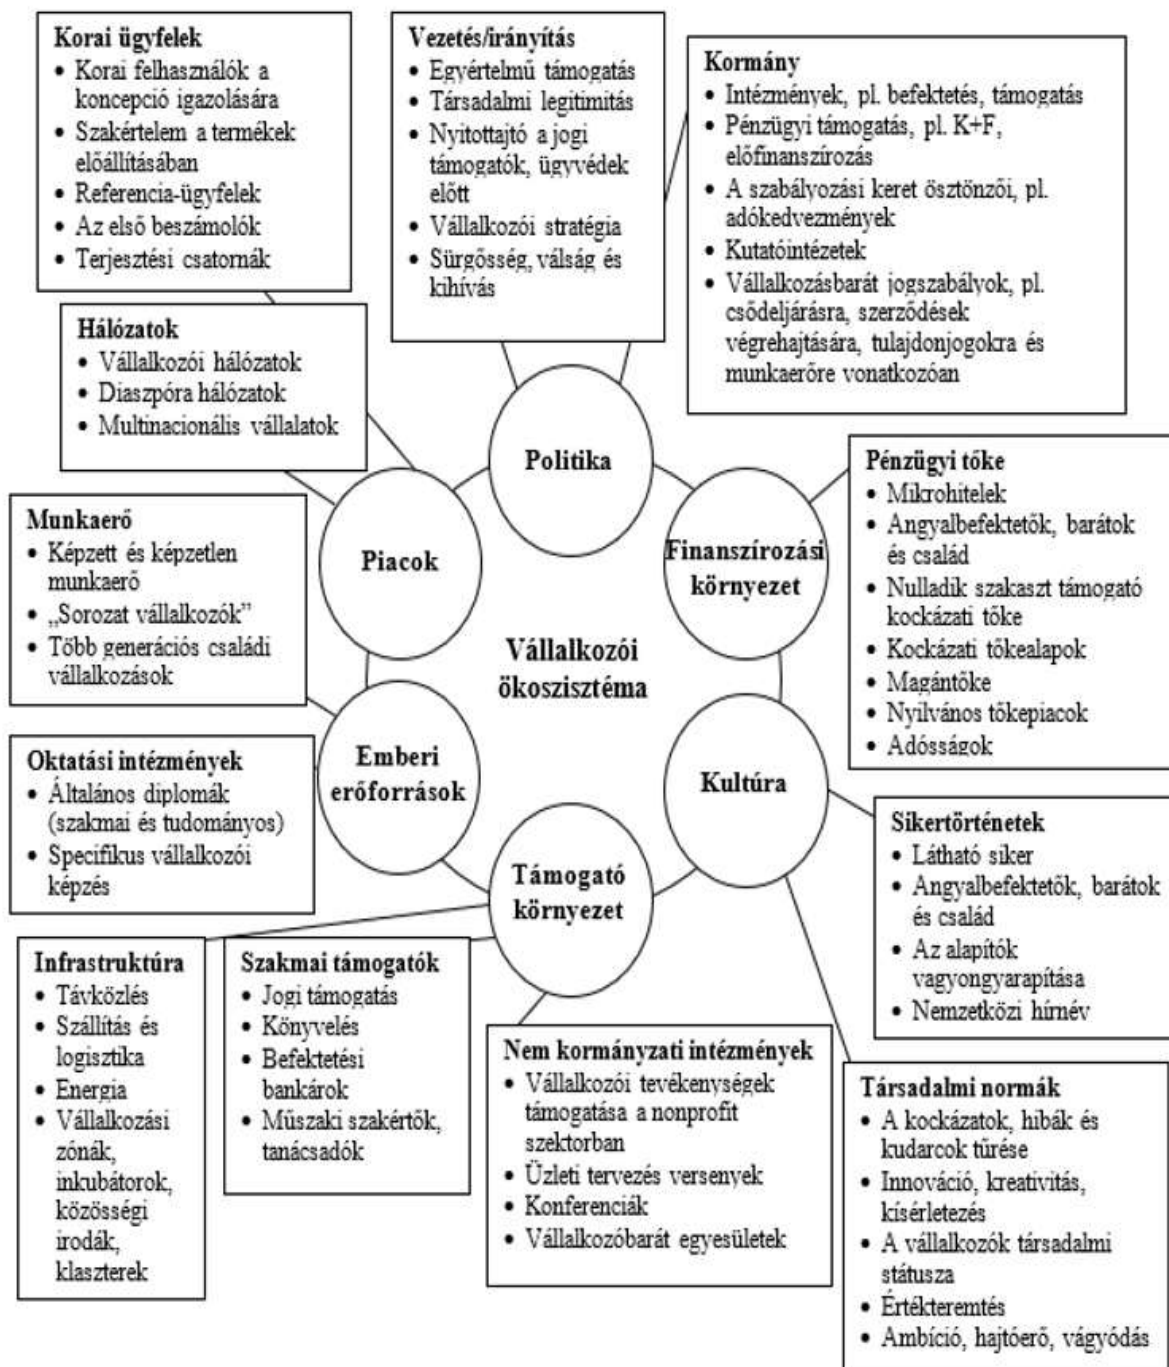 Korai ügyfelek
• Korai felhasználók a
koncepció igazolására
• Szakértelem a termékek
előállításában
• Referencia-ügyfelek
• Az első beszámolók
• Terjesztési csatornák
Vezetés/irányítás
• Egyértelmű támogatás
• Társadalmi legitimitás
• Nyitottajtó a jogi
támogatók, ügyvédek
előtt
• Vállalkozói stratégia
• Sürgősség, válság és
kihívás
Kormány
• Intézmények, pl. befektetés, támogatás
• Pénzügyi támogatás, pl. K+F,
előfinanszírozás
• A szabályozási keret ösztönzői, pl.
adókedvezmények
• Kutatóintézetek
• Vállalkozásbarát jogszabályok, pl.
csődeljárásra, szerződések
végrehajtására, tulajdonjogokra és
munkaerőre vonatkozóan
Hálózatok
• Vállalkozói hálózatok
• Diaszpóra hálózatok
• Multinacionális vállalatok
Politika
Pénzügyi tőke
• Mikrohitelek
• Angyalbefektetők, barátok
és család
• Nulladik szakaszt támogató
kockázati tőke
• Kockázati tőkealapok
• Magántőke
• Nyilvános tőkepiacok
• Adósságok
Munkaerő
• Képzett és képzetlen
munkaerő
• „Sorozat vállalkozók”
• Több generációs családi
vállalkozások
Piacok
Finanszírozási
környezet
Vállalkozói
ökoszisztéma
Oktatási intézmények
• Általános diplomák
(szakmai és tudományos)
• Specifikus vállalkozói
képzés
Emberi
erőforrások
Kultúra
Támogató
környezet
Sikertörténetek
• Látható siker
• Angyalbefektetők, barátok
és család
• Az alapítók
vagyongyarapítása
• Nemzetközi hírnév
Infrastruktúra
• Távközlés
• Szállítás és
logisztika
• Energia
• Vállalkozási
zónák,
inkubátorok,
közösségi
irodák,
klaszterek
Szakmai támogatók
• Jogi támogatás
• Könyvelés
• Befektetési
bankárok
• Műszaki szakértők,
tanácsadók
Nem kormányzati intézmények
• Vállalkozói tevékenységek
támogatása a nonprofit
szektorban
• Üzleti tervezés versenyek
• Konferenciák
• Vállalkozóbarát egyesületek
Társadalmi normák
• A kockázatok, hibák és
kudarcok tűrése
• Innováció, kreativitás,
kísérletezés
• A vállalkozók társadalmi
státusza
• Értékteremtés
• Ambíció, hajtóerő, vágyódás